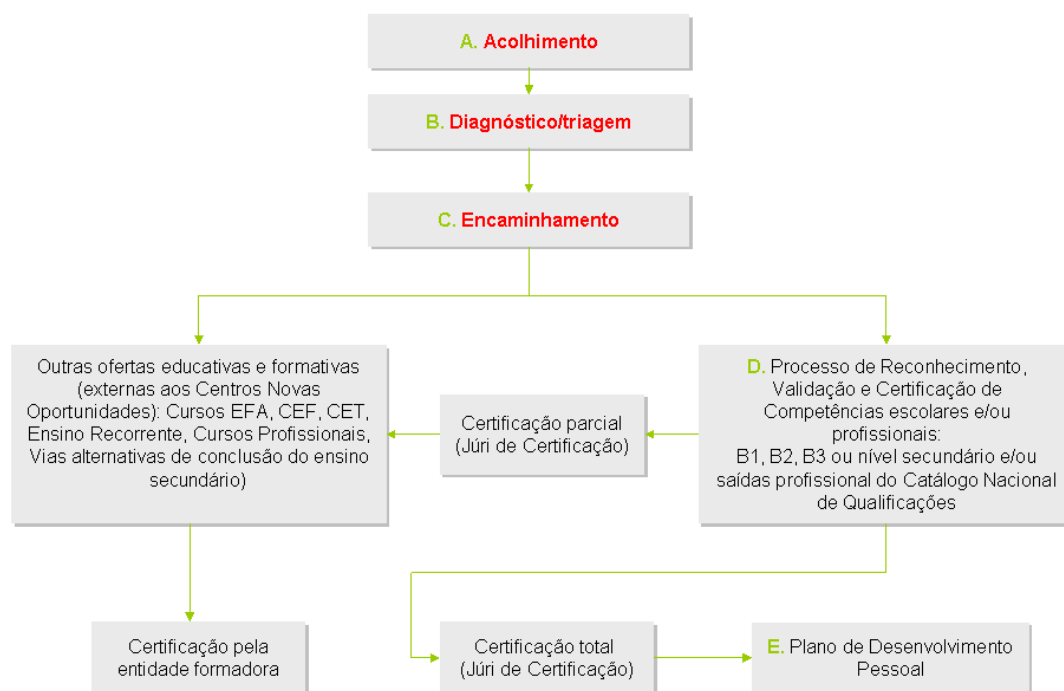 A. Acolhimento
B. Diagnóstico/triagem
C. Encaminhamento
Outras ofertas educativas e formativas
(externas aos Centros Novas
Oportunidades): Cursos EFA, CEF, CET,
Ensino Recorrente, Cursos Profissionais,
Vias alternativas de conclusão do ensino
secundário)
Certificação parcial
(Júri de Certificação)
D. Processo de Reconhecimento,
Validação e Certificação de
Competências escolares e/ou
profissionais:
B1, B2, B3 ou nível secundário e/ou
saídas profissional do Catálogo Nacional
de Qualificações
Certificação pela
entidade formadora
Certificação total
(Júri de Certificação)
E. Plano de Desenvolvimento
Pessoal